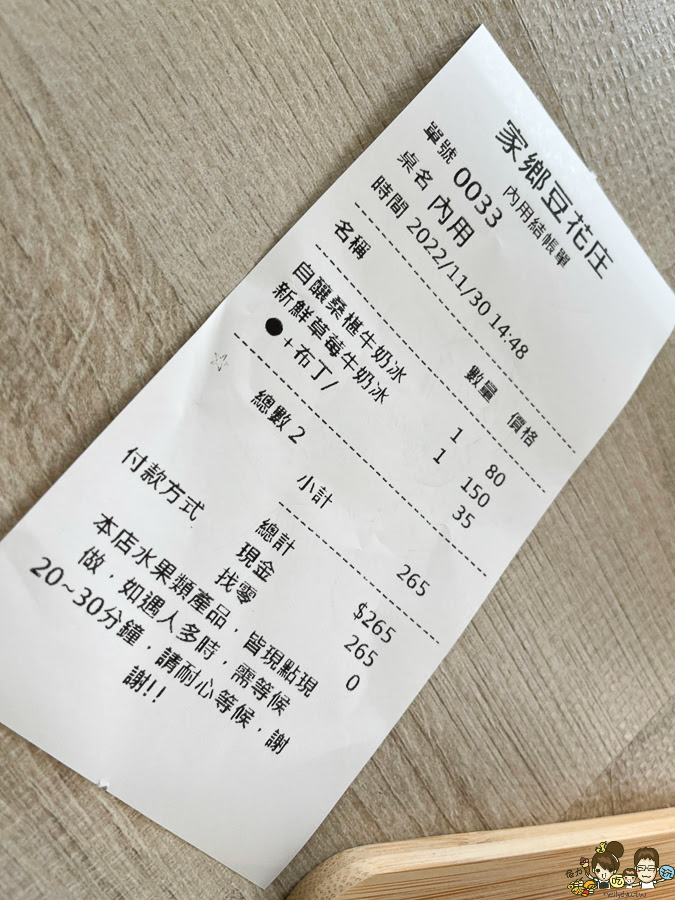 家鄉豆花庄
內用結帳單
單號 0033
桌名 內用
時間 2022/11/30 14:48
名稱 數量 價格
自釀桑椹牛奶冰 1 80
新鮮草莓牛奶冰 1 150
●+布丁/ 35
總數 2 小計 265
付款方式 總計 $265
現金 265
找零 0
本店水果類產品，皆現點現
做，如遇人多時，需等候
20~30分鐘，請耐心等候，謝
謝!!